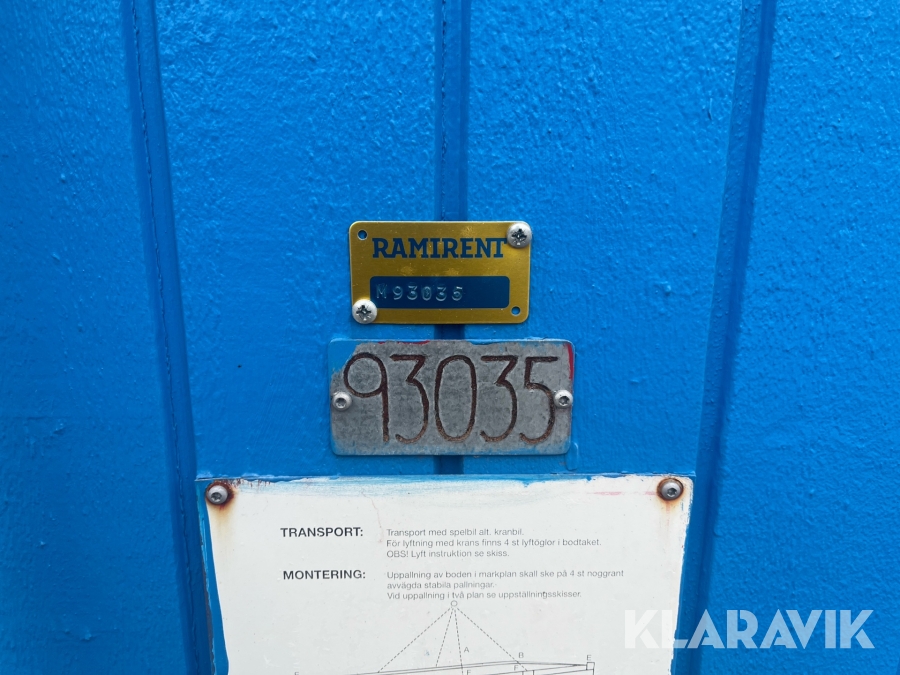 RAMIRENT
M93035
93035
TRANSPORT: Transport med spelbil alt. kranbil.
För lyftning med krans finns 4 st lyftöglor i bodtaket.
OBS! Lyft instruktion se skiss.
MONTERING: Uppallning av boden i markplan skall ske på 4 st noggrant
avvägda stabila pallningar.
Vid uppallning i två plan se uppställningsskisser.
A
B
E
F
KLARAVIK